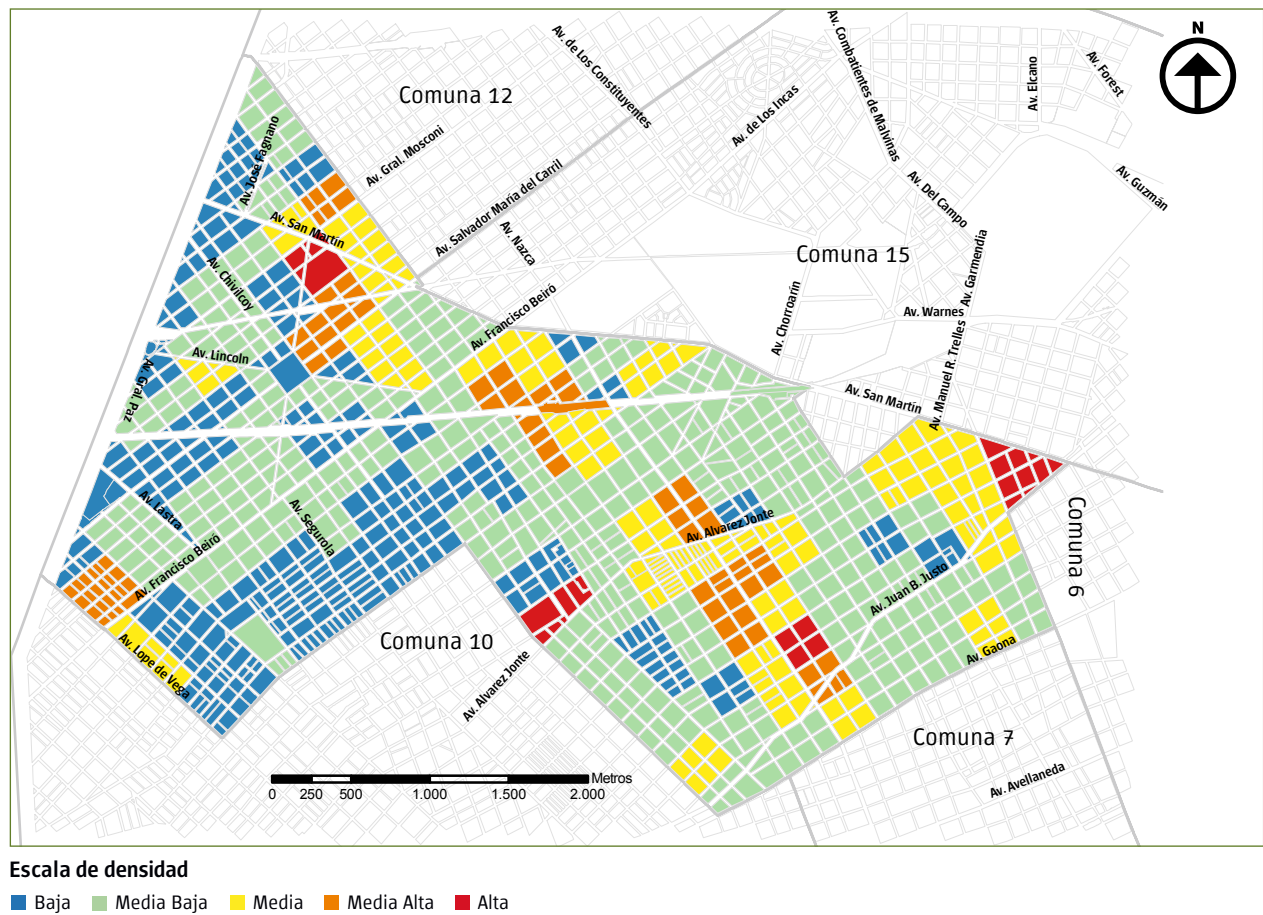 N
Comuna 12
Av. de Los Constituyentes
Av. Combatientes de Malvinas
Av. Elcano
Av. Forest
Av. de Los Incas
Av. Gral. Mosconi
Av. José Fagnano
Av. Guzmán
Av. Del Campo
Av. Salvador María del Carril
Av. San Martín
Av. Nazca
Comuna 15
Av. Garmendia
Av. Chivilcoy
Av. Francisco Beiró
Av. Chorroarín
Av. Warnes
Av. Lincoln
Av. Gral. Paz
Av. Manuel R. Trelles
Av. San Martín
Av. Lastra
Av. Segurola
Av. Alvarez Jonte
Comuna 6
Av. Francisco Beiró
Av. Juan B. Justo
Av. Lope de Vega
Comuna 10
Av. Gaona
Av. Alvarez Jonte
Comuna 7
Metros
0 250 500 1.000 1.500 2.000
Av. Avellaneda
Escala de densidad
Baja Media Baja Media Media Alta Alta